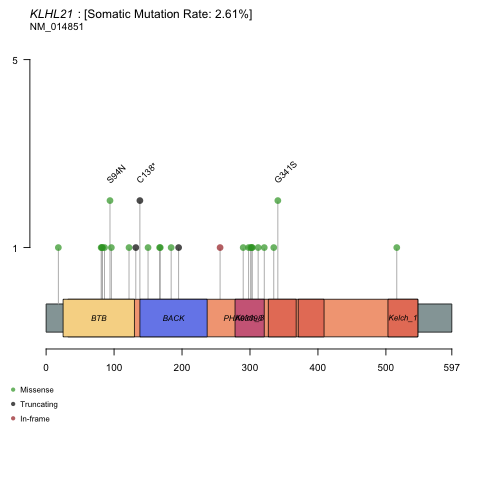 KLHL21 : [Somatic Mutation Rate: 2.61%]
NM_014851
5
S94N C138* G341S
1
BTB BACK Kelch_1
0 100 200 300 400 500 597
Missense
Truncating
In-frame